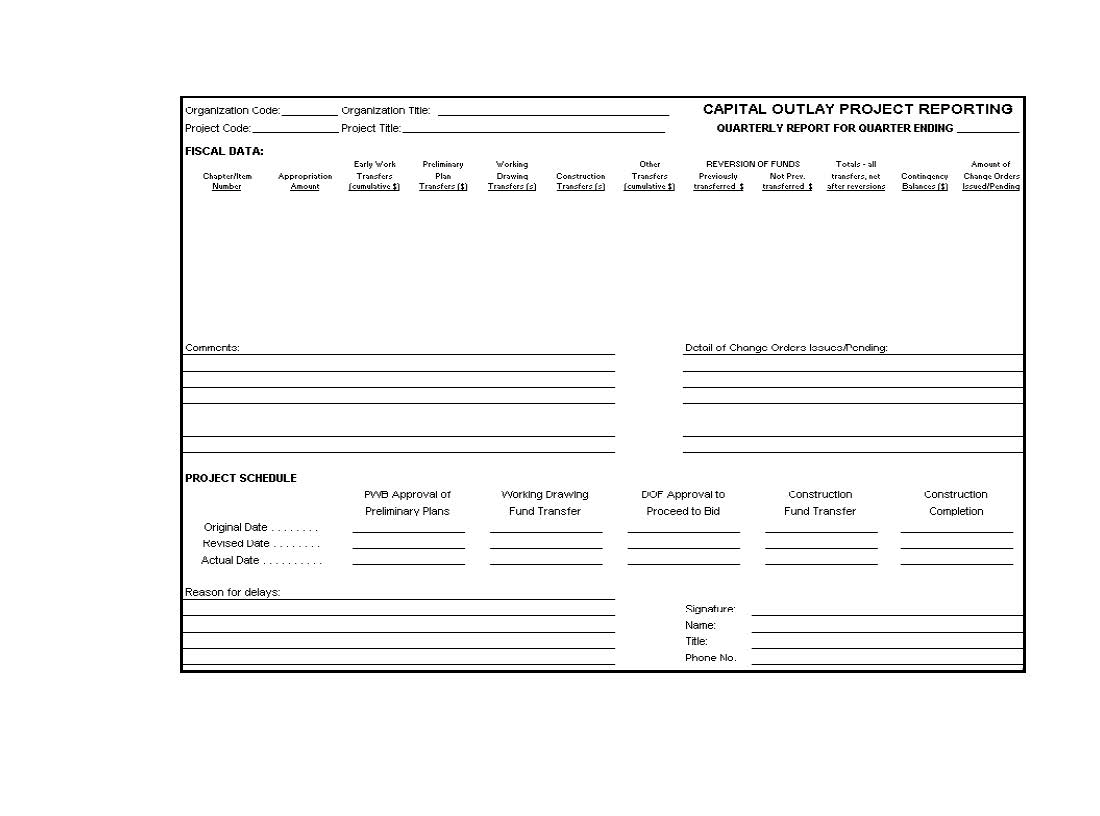 Organization Code: Organization Title: CAPITAL OUTLAY PROJECT REPORTING
Project Code: Project Title: QUARTERLY REPORT FOR QUARTER ENDING
FISCAL DATA:
Early Work Preliminary Working Other REVERSION OF FUNDS Totals - all Amount of
Chapter/Item Appropriation Transfers Plan Drawing Construction Transfers Previously Not Prev. transfers, net Contingency Change Orders
Number Amount (cumulative $) Transfers ($) Transfers (s) Transfers (s) (cumulative $) transferred $ transferred $ after reversions Balances ($) Issued/Pending
Comments: Detail of Change Orders Issues/Pending:
PROJECT SCHEDULE
PWB Approval of Working Drawing DOF Approval to Construction Construction
Preliminary Plans Fund Transfer Proceed to Bid Fund Transfer Completion
Original Date . . . . . . . .
Revised Date . . . . . . . .
Actual Date . . . . . . . . . .
Reason for delays:
Signature:
Name:
Title:
Phone No.